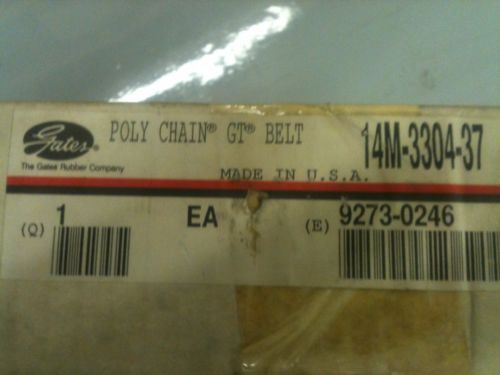 Gates
The Gates Rubber Company
POLY CHAIN® GT® BELT
14M-3304-37
MADE IN U.S.A.
(Q) 1 EA
(E) 9273-0246